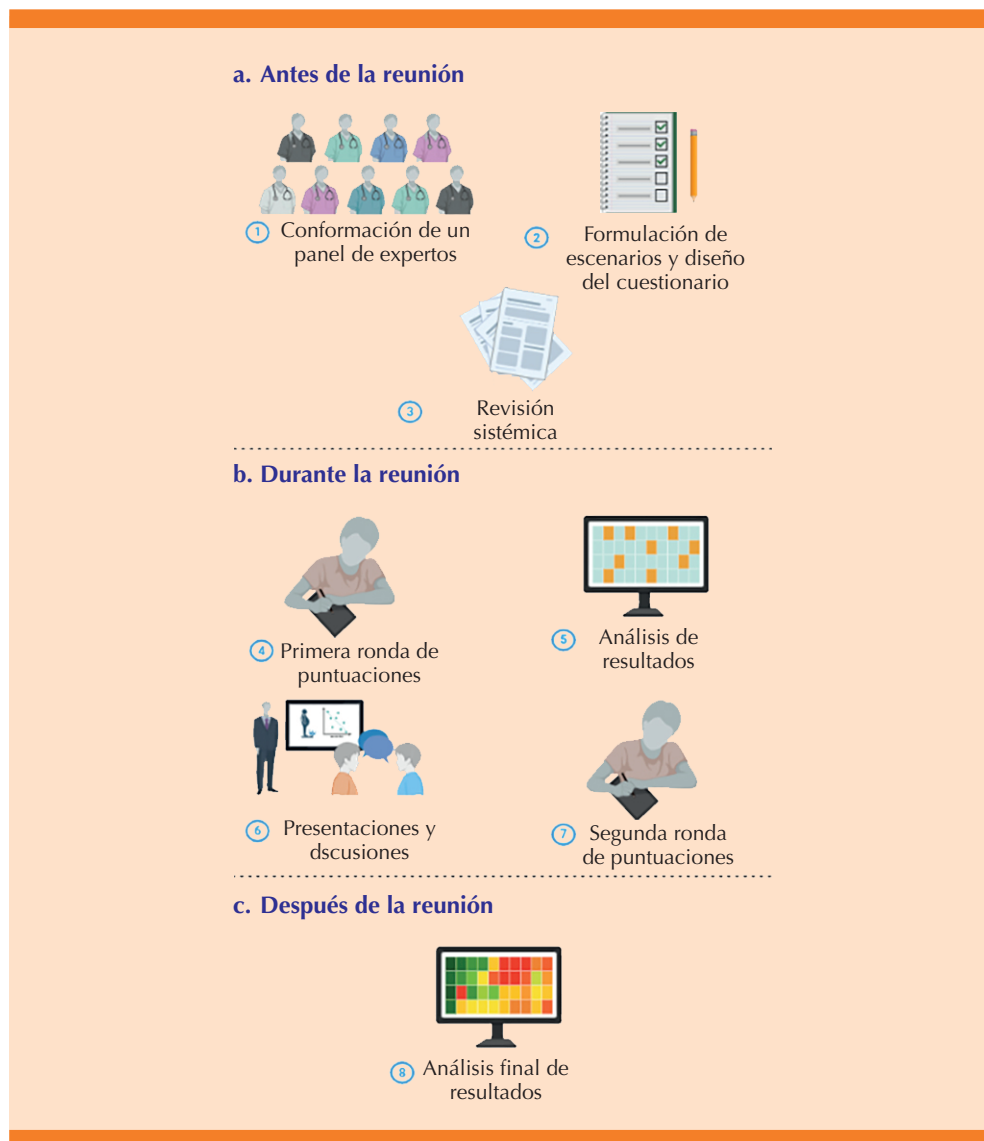 a. Antes de la reunión
1 Conformación de un
panel de expertos
2 Formulación de
escenarios y diseño
del cuestionario
3 Revisión
sistémica
b. Durante la reunión
4 Primera ronda de
puntuaciones
5 Análisis de
resultados
6 Presentaciones y
dscusiones
7 Segunda ronda
de puntuaciones
c. Después de la reunión
8 Análisis final de
resultados